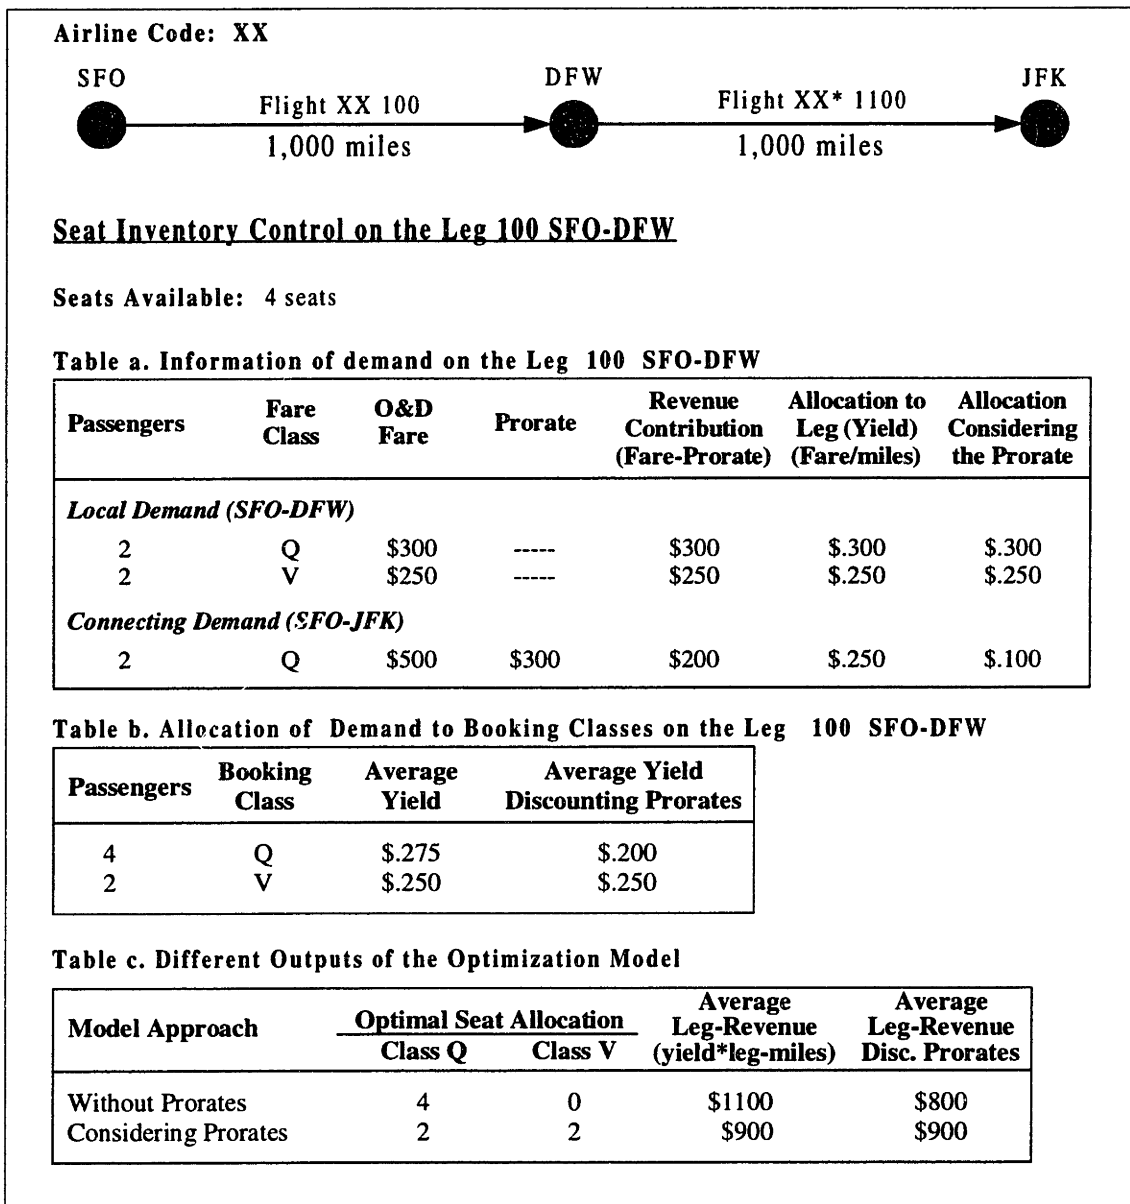 Airline Code: XX
SFO DFW JFK
Flight XX 100 Flight XX* 1100
1,000 miles 1,000 miles
Seat Inventory Control on the Leg 100 SFO-DFW
Seats Available: 4 seats
Table a. Information of demand on the Leg 100 SFO-DFW
Passengers Fare Class O&D Fare Prorate Revenue Contribution (Fare-Prorate) Allocation to Leg (Yield) (Fare/miles) Allocation Considering the Prorate
Local Demand (SFO-DFW)
2 Q $300 ----- $300 $.300 $.300
2 V $250 ----- $250 $.250 $.250
Connecting Demand (SFO-JFK)
2 Q $500 $300 $200 $.250 $.100
Table b. Allocation of Demand to Booking Classes on the Leg 100 SFO-DFW
Passengers Booking Class Average Yield Average Yield Discounting Prorates
4 Q $.275 $.200
2 V $.250 $.250
Table c. Different Outputs of the Optimization Model
Model Approach Optimal Seat Allocation Class Q Class V Average Leg-Revenue (yield*leg-miles) Average Leg-Revenue Disc. Prorates
Without Prorates 4 0 $1100 $800
Considering Prorates 2 2 $900 $900